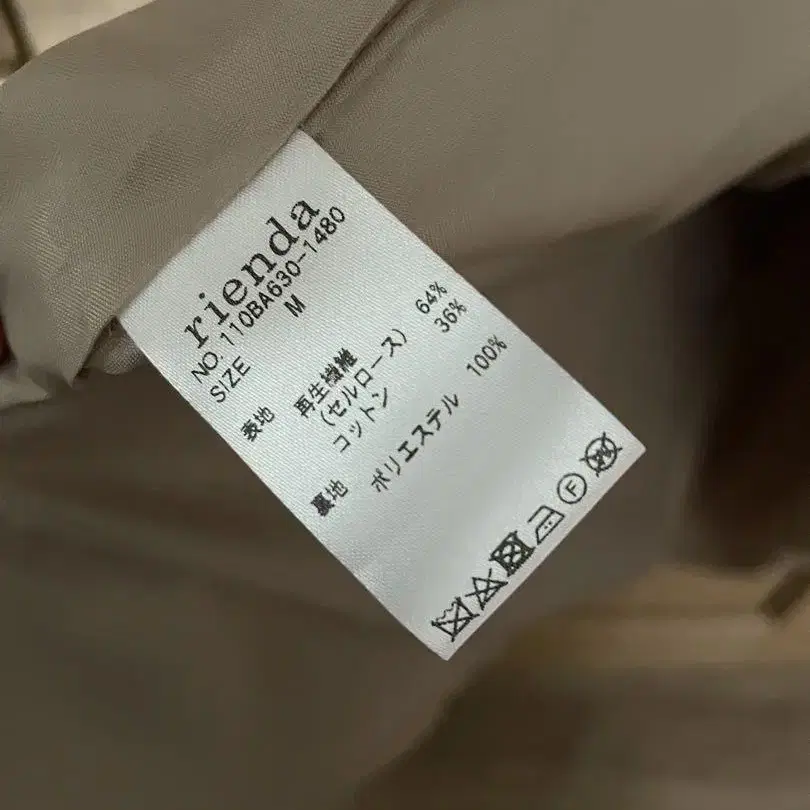 rienda
NO. 110BA630-1480
SIZE M
表地 再生繊維 64%
(セルロース)
コットン 36%
裏地 ポリエステル 100%
F